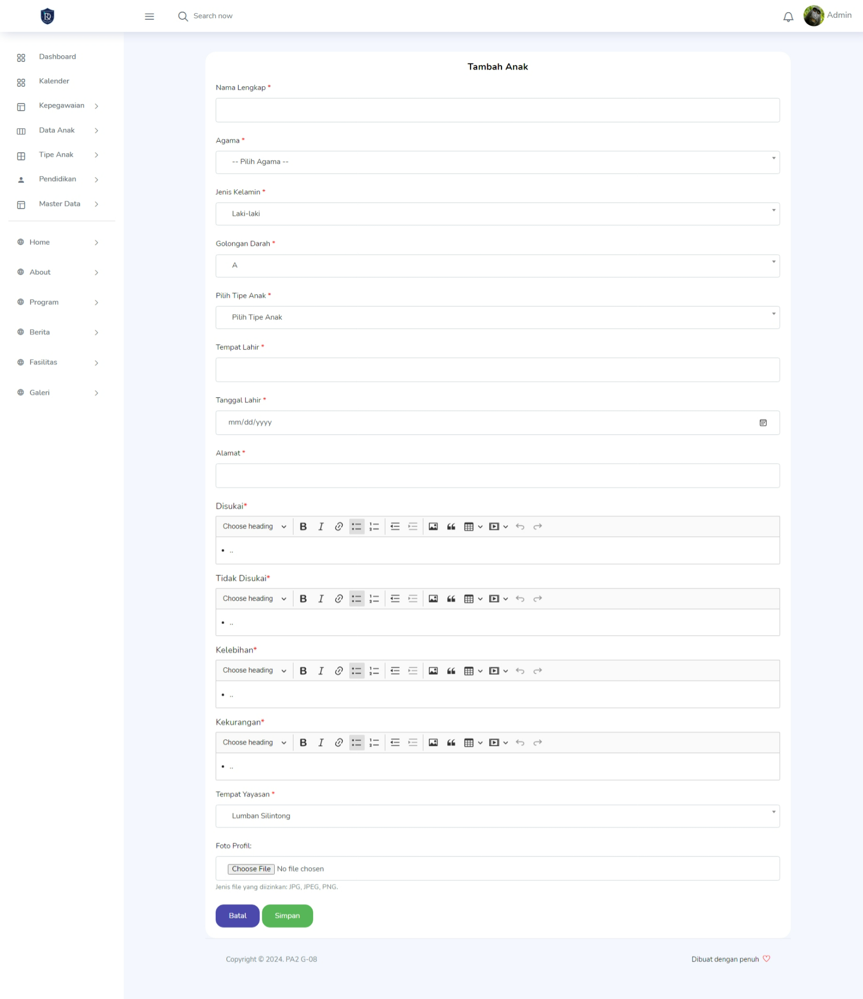 Search now
Admin
Dashboard
Kalender
Kepegawaian
Data Anak
Tipe Anak
Pendidikan
Master Data
Home
About
Program
Berita
Fasilitas
Galeri
Tambah Anak
Nama Lengkap *
Agama *
-- Pilih Agama --
Jenis Kelamin *
Laki-laki
Golongan Darah *
A
Pilih Tipe Anak *
Pilih Tipe Anak
Tempat Lahir *
Tanggal Lahir *
mm/dd/yyyy
Alamat *
Disukai*
Choose heading
• ..
Tidak Disukai*
Choose heading
• ..
Kelebihan*
Choose heading
• ..
Kekurangan*
Choose heading
• ..
Tempat Yayasan *
Lumban Silintong
Foto Profil:
Choose File No file chosen
Jenis file yang diizinkan: JPG, JPEG, PNG.
Batal Simpan
Copyright © 2024. PA2 G-08
Dibuat dengan penuh ♡